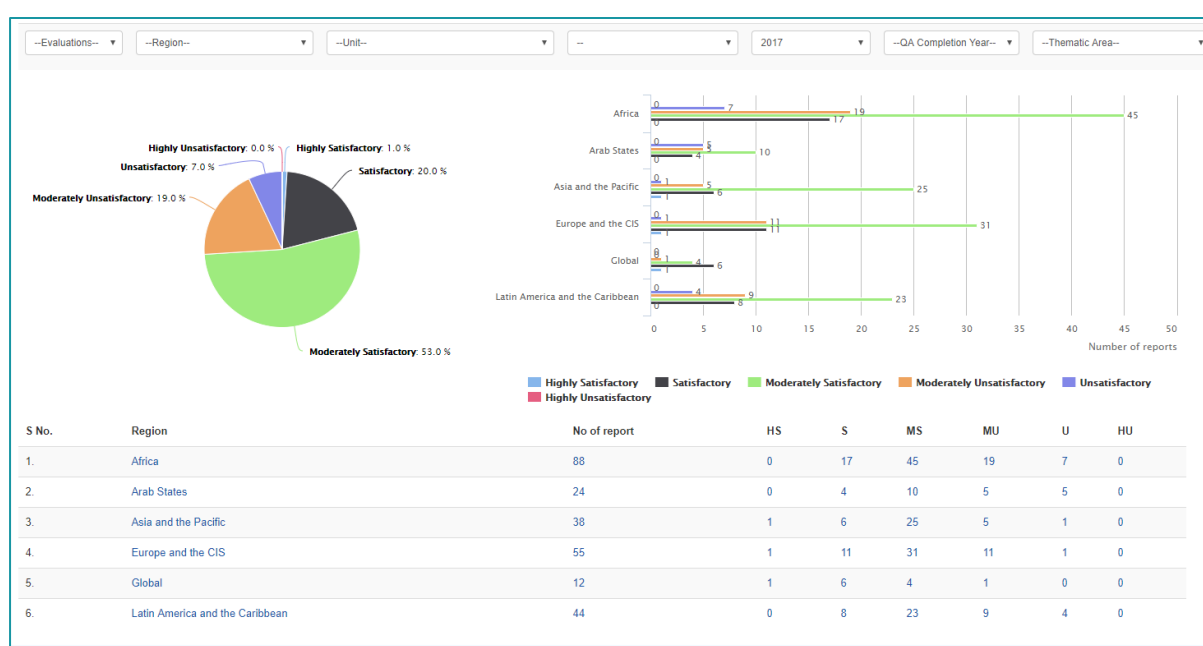 --Evaluations-- --Region-- --Unit-- -- 2017 --QA Completion Year-- --Thematic Area--
Highly Unsatisfactory: 0.0 %
Highly Satisfactory: 1.0 %
Unsatisfactory: 7.0 %
Satisfactory: 20.0 %
Moderately Unsatisfactory: 19.0 %
Moderately Satisfactory: 53.0 %
Africa 0 7 19 45 17 0
Arab States 0 5 5 10 4 0
Asia and the Pacific 0 1 5 25 6 1
Europe and the CIS 0 1 11 31 11 1
Global 0 0 1 4 6 1
Latin America and the Caribbean 0 4 9 23 8 0
0 5 10 15 20 25 30 35 40 45 50
Number of reports
Highly Satisfactory Satisfactory Moderately Satisfactory Moderately Unsatisfactory Unsatisfactory
Highly Unsatisfactory
S No. Region No of report HS S MS MU U HU
1. Africa 88 0 17 45 19 7 0
2. Arab States 24 0 4 10 5 5 0
3. Asia and the Pacific 38 1 6 25 5 1 0
4. Europe and the CIS 55 1 11 31 11 1 0
5. Global 12 1 6 4 1 0 0
6. Latin America and the Caribbean 44 0 8 23 9 4 0